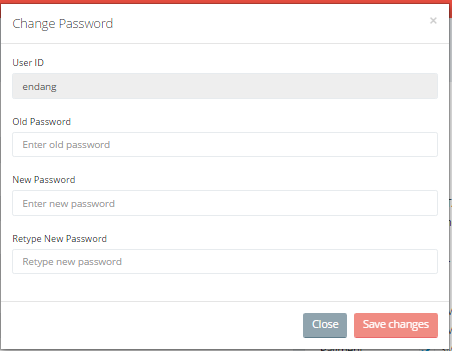 Change Password
×
User ID
endang
Old Password
Enter old password
New Password
Enter new password
Retype New Password
Retype new password
Close
Save changes